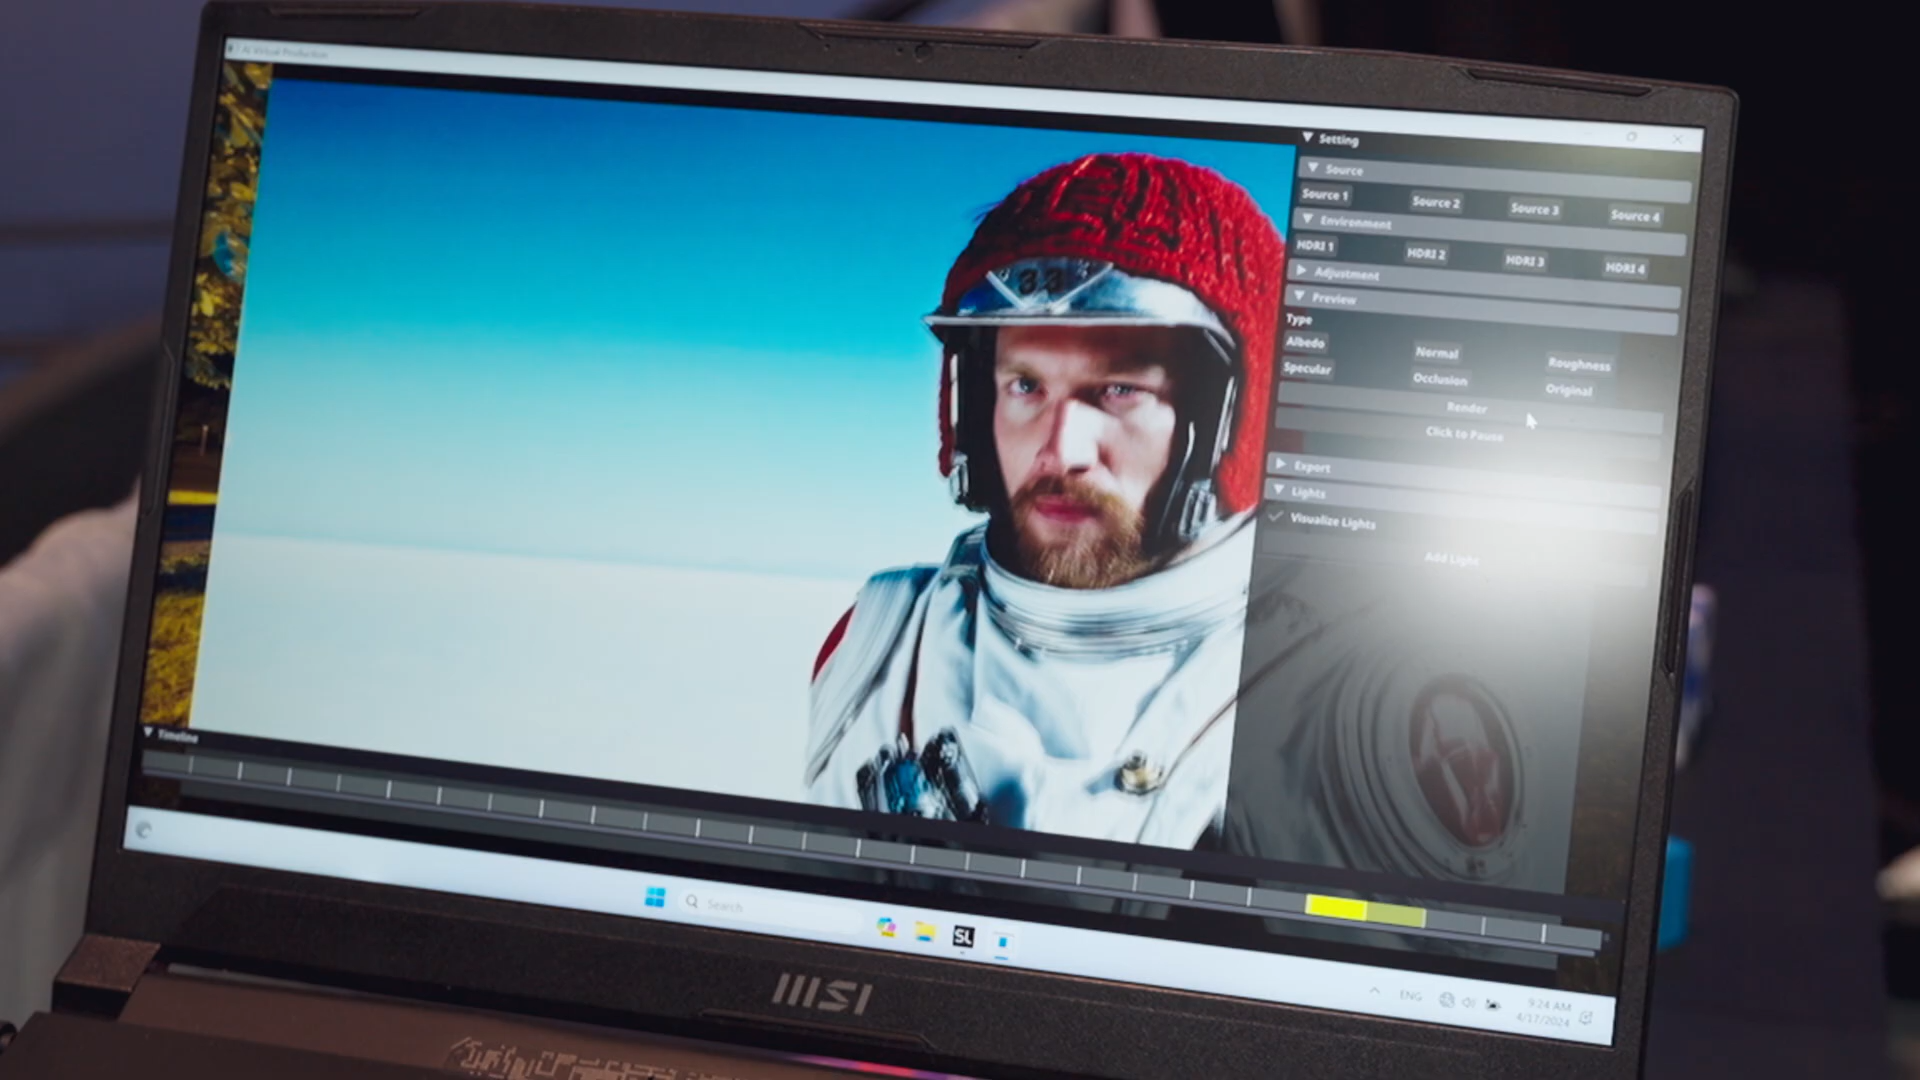 AI Virtual Production
Setting
Source
Source 1 Source 2 Source 3 Source 4
Environment
HDRI 1 HDRI 2 HDRI 3 HDRI 4
Adjustment
Preview
Type
Albedo Normal Roughness
Specular Occlusion Original
Render
Click to Pause
Export
Lights
Visualize Lights
Add Light
33
Timeline
Search
SL
ENG
9:24 AM
4/17/2024
msi